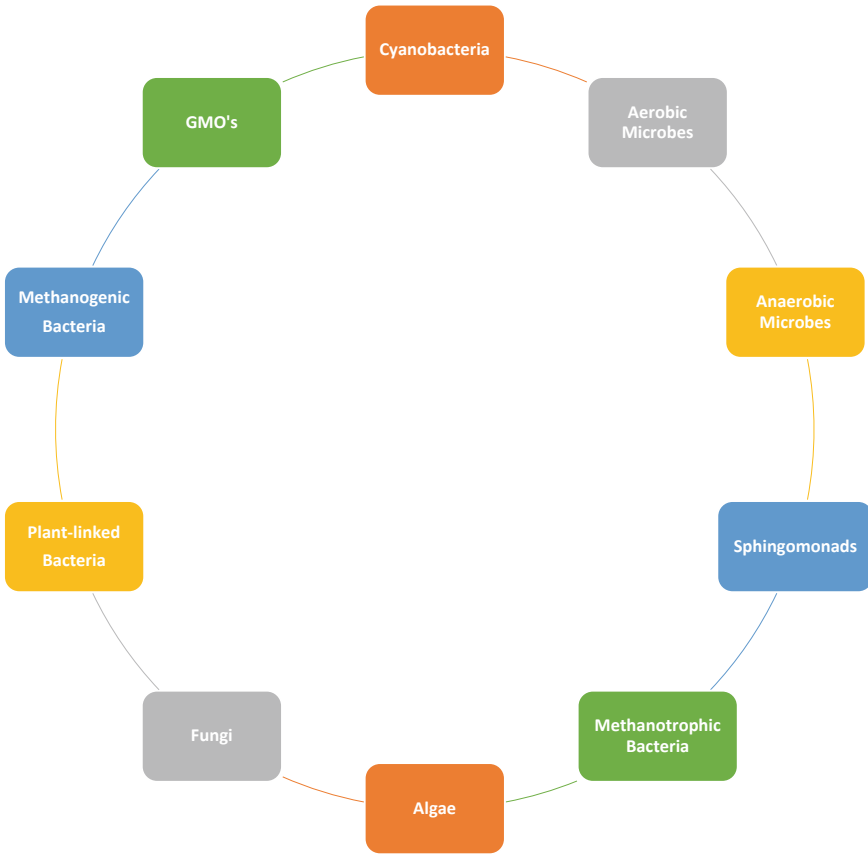 Cyanobacteria
Aerobic
Microbes
Anaerobic
Microbes
Sphingomonads
Methanotrophic
Bacteria
Algae
Fungi
Plant-linked
Bacteria
Methanogenic
Bacteria
GMO's